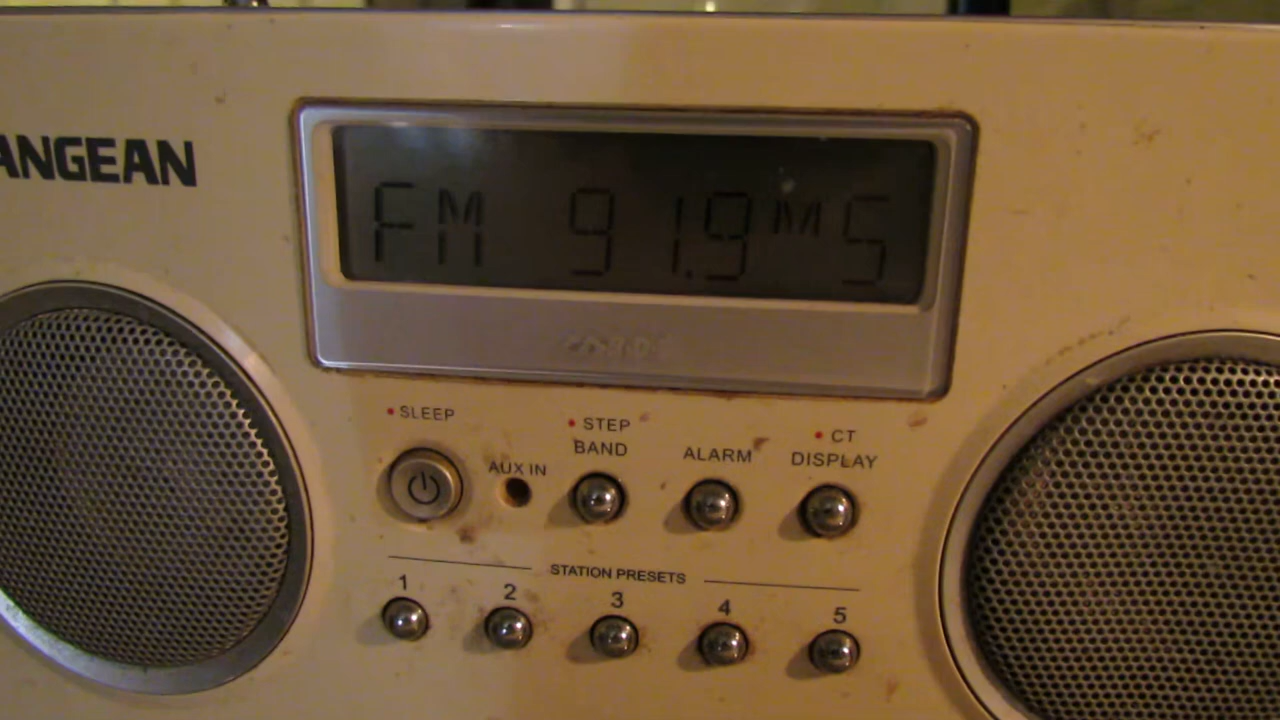 ANGEAN
FM 91.9 M 5
SLEEP
AUX IN
STEP
BAND
ALARM
CT
DISPLAY
STATION PRESETS
1 2 3 4 5